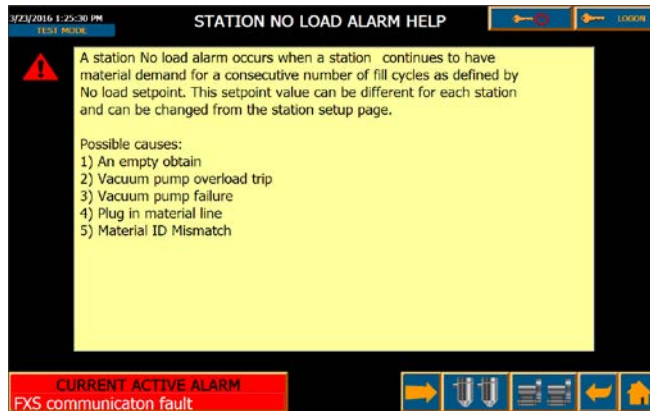 3/23/2016 1:25:30 PM
TEST MODE
STATION NO LOAD ALARM HELP
LOGON
A station No load alarm occurs when a station continues to have
material demand for a consecutive number of fill cycles as defined by
No load setpoint. This setpoint value can be different for each station
and can be changed from the station setup page.
Possible causes:
1) An empty obtain
2) Vacuum pump overload trip
3) Vacuum pump failure
4) Plug in material line
5) Material ID Mismatch
CURRENT ACTIVE ALARM
FXS communicaton fault